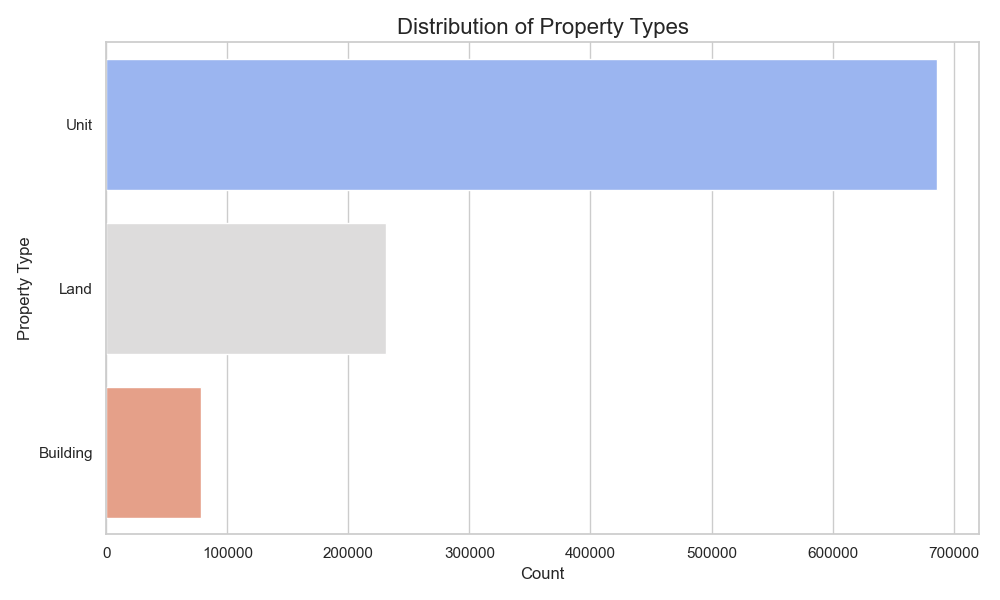 Distribution of Property Types
Property Type
Unit
Land
Building
0 100000 200000 300000 400000 500000 600000 700000
Count